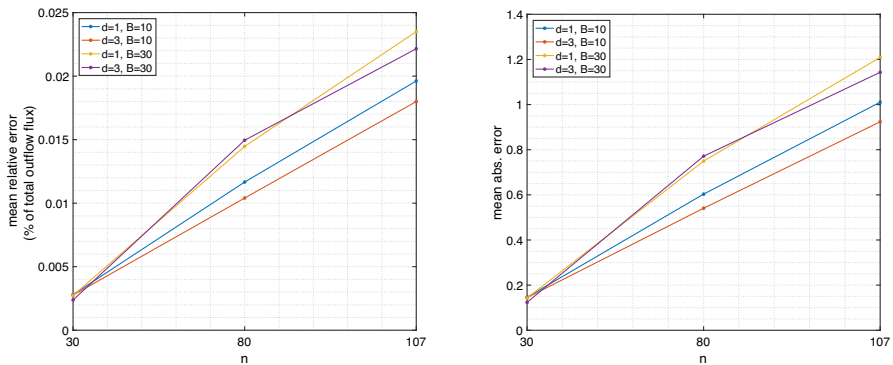 0.025
0.02
0.015
0.01
0.005
0
30
80
107
n
mean relative error
(% of total outflow flux)
d=1, B=10
d=3, B=10
d=1, B=30
d=3, B=30
1.4
1.2
1
0.8
0.6
0.4
0.2
0
30
80
107
n
mean abs. error
d=1, B=10
d=3, B=10
d=1, B=30
d=3, B=30